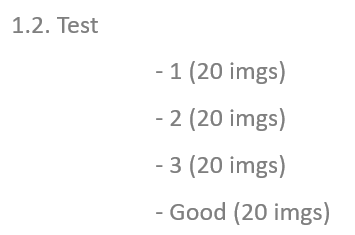 1.2. Test
- 1 (20 imgs)
- 2 (20 imgs)
- 3 (20 imgs)
- Good (20 imgs)